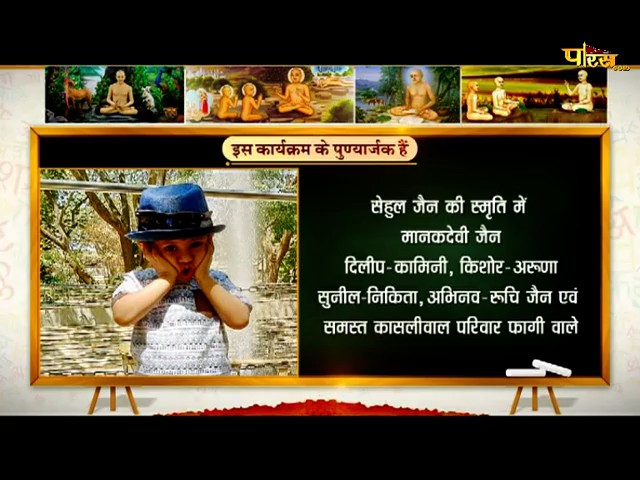 पारस
इस कार्यक्रम के पुण्यार्जक हैं
सेहुल जैन की स्मृति में
मानकदेवी जैन
दिलीप-कामिनी, किशोर-अरूणा
सुनील-निकिता, अभिनव-रूचि जैन एवं
समस्त कासलीवाल परिवार फागी वाले